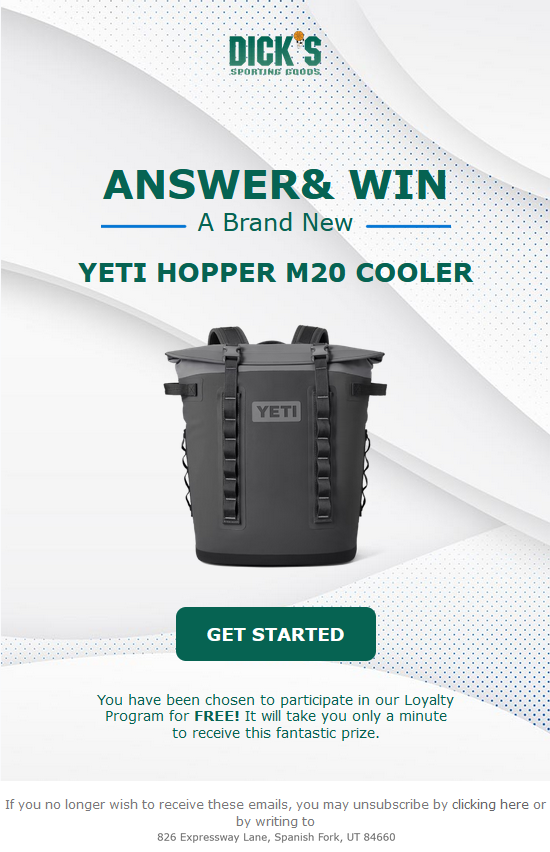 DICK'S
SPORTING GOODS
ANSWER& WIN
A Brand New
YETI HOPPER M20 COOLER
YETI
GET STARTED
You have been chosen to participate in our Loyalty
Program for FREE! It will take you only a minute
to receive this fantastic prize.
If you no longer wish to receive these emails, you may unsubscribe by clicking here or
by writing to
826 Expressway Lane, Spanish Fork, UT 84660